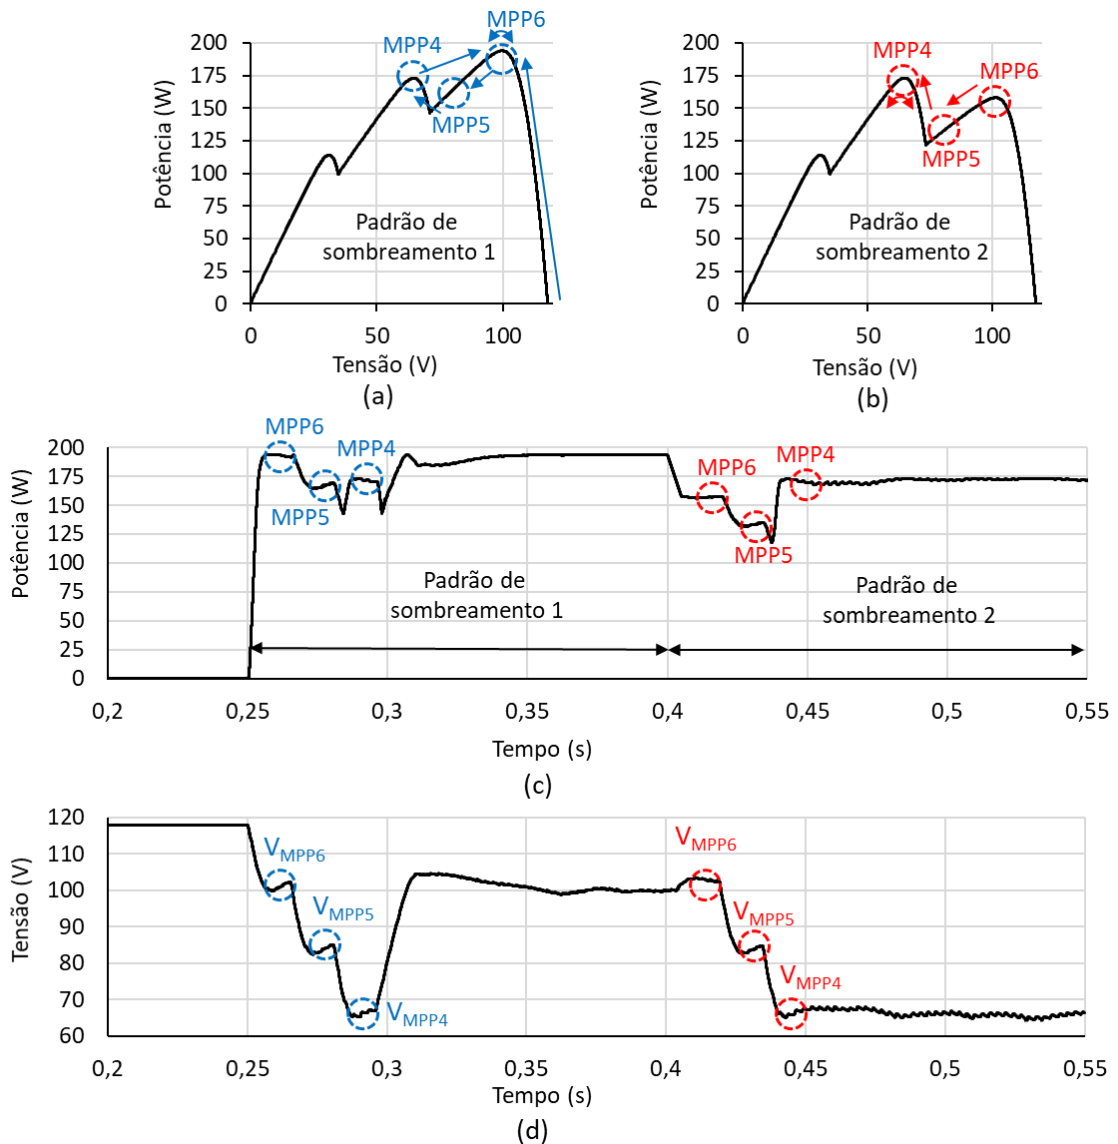 MPP6
MPP4
MPP5
200
175
150
125
100
75
50
25
0
Potência (W)
Padrão de
sombreamento 1
0
50
100
Tensão (V)
(a)
MPP4
MPP6
MPP5
200
175
150
125
100
75
50
25
0
Potência (W)
Padrão de
sombreamento 2
0
50
100
Tensão (V)
(b)
MPP6
MPP4
MPP5
MPP6
MPP4
MPP5
200
175
150
125
100
75
50
25
0
Potência (W)
Padrão de
sombreamento 1
Padrão de
sombreamento 2
0,2
0,25
0,3
0,35
0,4
0,45
0,5
0,55
Tempo (s)
(c)
120
110
100
90
80
70
60
Tensão (V)
VMPP6
VMPP5
VMPP4
VMPP6
VMPP5
VMPP4
0,2
0,25
0,3
0,35
0,4
0,45
0,5
0,55
Tempo (s)
(d)